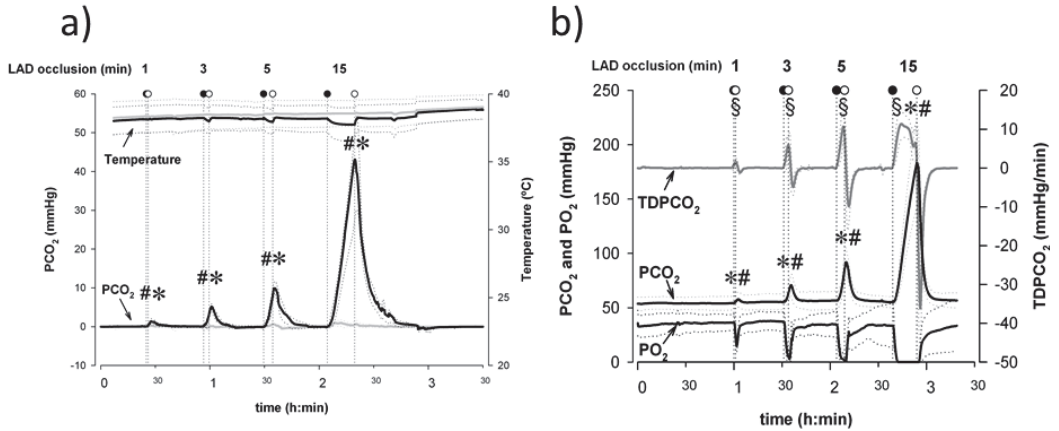 a)
LAD occlusion (min) 1 3 5 15
60
50
40
30
20
10
0
-10
PCO2 (mmHg)
40
35
30
25
20
Temperature (ºC)
Temperature
PCO2
#* #* #* #*
0 30 1 30 2 30 3 30
time (h:min)
b)
LAD occlusion (min) 1 3 5 15
250
200
150
100
50
0
PCO2 and PO2 (mmHg)
20
10
0
-10
-20
-30
-40
-50
TDPCO2 (mmHg/min)
§ § § §
*#
TDPCO2
*# *# *#
PCO2
PO2
0 30 1 30 2 30 3 30
time (h:min)